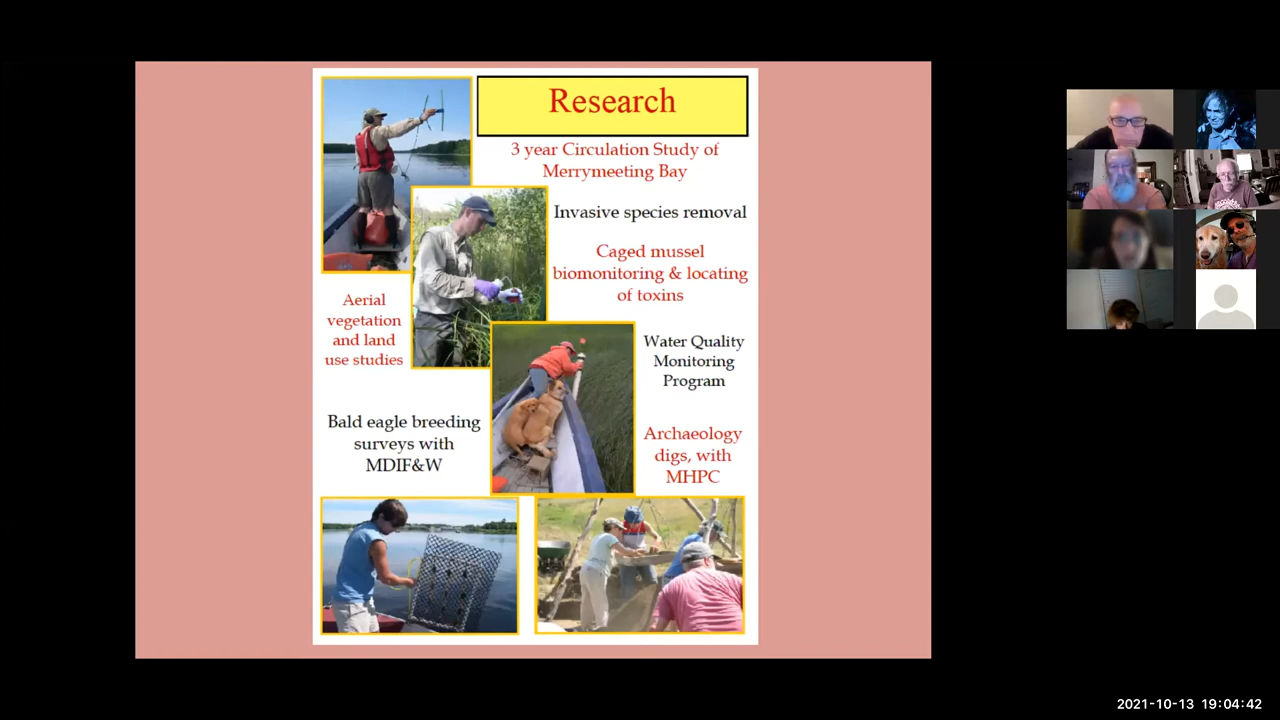 Research
3 year Circulation Study of
Merrymeeting Bay
Invasive species removal
Caged mussel
biomonitoring & locating
of toxins
Aerial
vegetation
and land
use studies
Water Quality
Monitoring
Program
Bald eagle breeding
surveys with
MDIF&W
Archaeology
digs, with
MHPC
2021-10-13 19:04:42